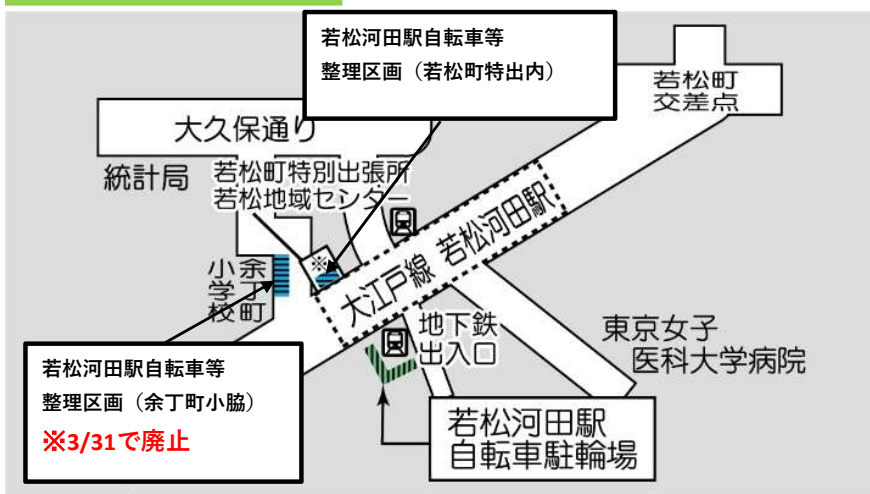 若松河田駅自転車等
整理区画（若松町特出内）
若松町
交差点
大久保通り
統計局
若松町特別出張所
若松地域センター
※
大江戸線 若松河田駅
余丁町
小学校
地下鉄
出入口
東京女子
医科大学病院
若松河田駅自転車等
整理区画（余丁町小脇）
※3/31で廃止
若松河田駅
自転車駐輪場